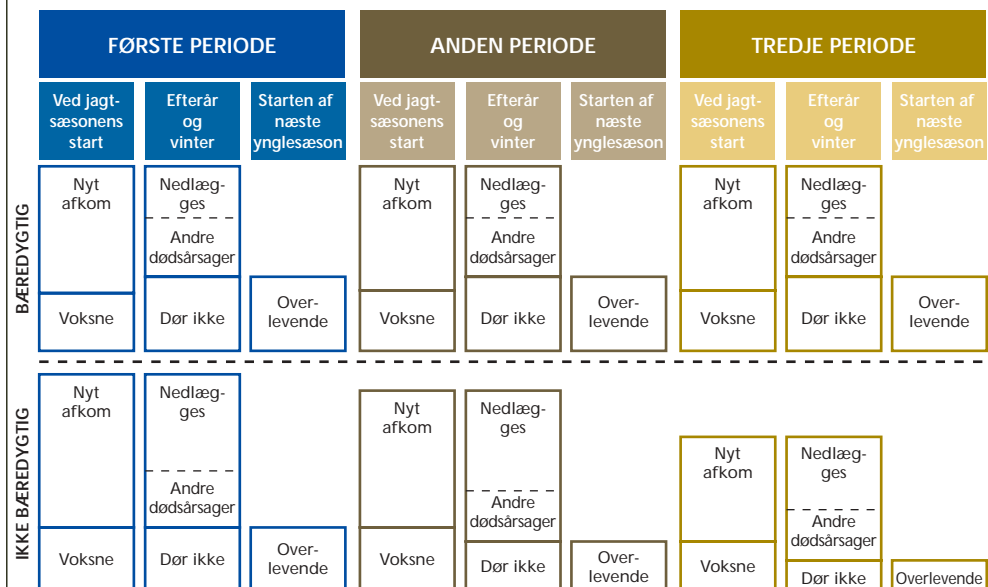 FØRSTE PERIODE
ANDEN PERIODE
TREDJE PERIODE
Ved jagt-
sæsonens
start
Efterår
og
vinter
Starten af
næste
ynglesæson
Ved jagt-
sæsonens
start
Efterår
og
vinter
Starten af
næste
ynglesæson
Ved jagt-
sæsonens
start
Efterår
og
vinter
Starten af
næste
ynglesæson
BÆREDYGTIG
Nyt
afkom
Voksne
Nedlæg-
ges
Andre
dødsårsager
Dør ikke
Over-
levende
Nyt
afkom
Voksne
Nedlæg-
ges
Andre
dødsårsager
Dør ikke
Over-
levende
Nyt
afkom
Voksne
Nedlæg-
ges
Andre
dødsårsager
Dør ikke
Over-
levende
IKKE BÆREDYGTIG
Nyt
afkom
Voksne
Nedlæg-
ges
Andre
dødsårsager
Dør ikke
Over-
levende
Nyt
afkom
Voksne
Nedlæg-
ges
Andre
dødsårsager
Dør ikke
Over-
levende
Nyt
afkom
Voksne
Nedlæg-
ges
Andre
dødsårsager
Dør ikke
Overlevende